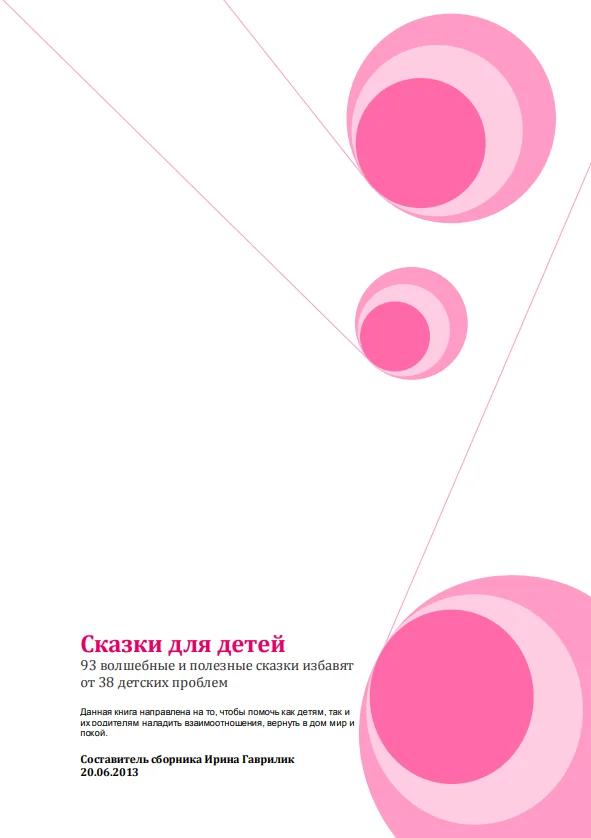 Сказки для детей
93 волшебные и полезные сказки избавят
от 38 детских проблем
Данная книга направлена на то, чтобы помочь как детям, так и
их родителям наладить взаимоотношения, вернуть в дом мир и
покой.
Составитель сборника Ирина Гаврилик
20.06.2013